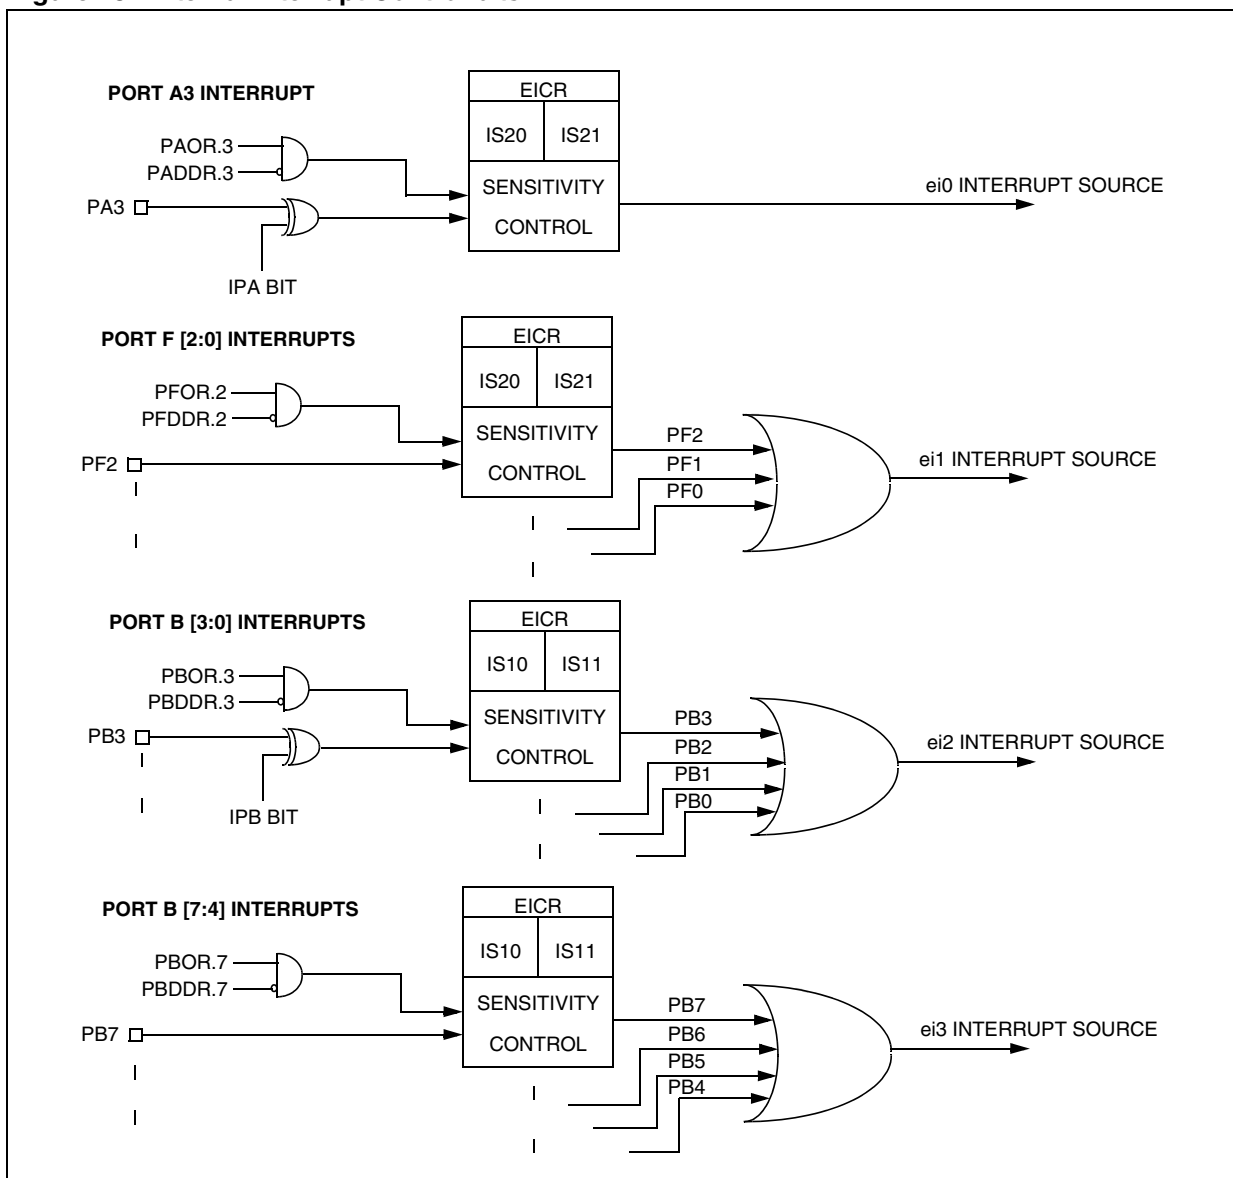 PORT A3 INTERRUPT
EICR
IS20 IS21
PAOR.3
PADDR.3
SENSITIVITY
CONTROL
PA3
IPA BIT
ei0 INTERRUPT SOURCE
PORT F [2:0] INTERRUPTS
EICR
IS20 IS21
PFOR.2
PFDDR.2
SENSITIVITY
CONTROL
PF2
PF2
PF1
PF0
ei1 INTERRUPT SOURCE
PORT B [3:0] INTERRUPTS
EICR
IS10 IS11
PBOR.3
PBDDR.3
SENSITIVITY
CONTROL
PB3
IPB BIT
PB3
PB2
PB1
PB0
ei2 INTERRUPT SOURCE
PORT B [7:4] INTERRUPTS
EICR
IS10 IS11
PBOR.7
PBDDR.7
SENSITIVITY
CONTROL
PB7
PB7
PB6
PB5
PB4
ei3 INTERRUPT SOURCE